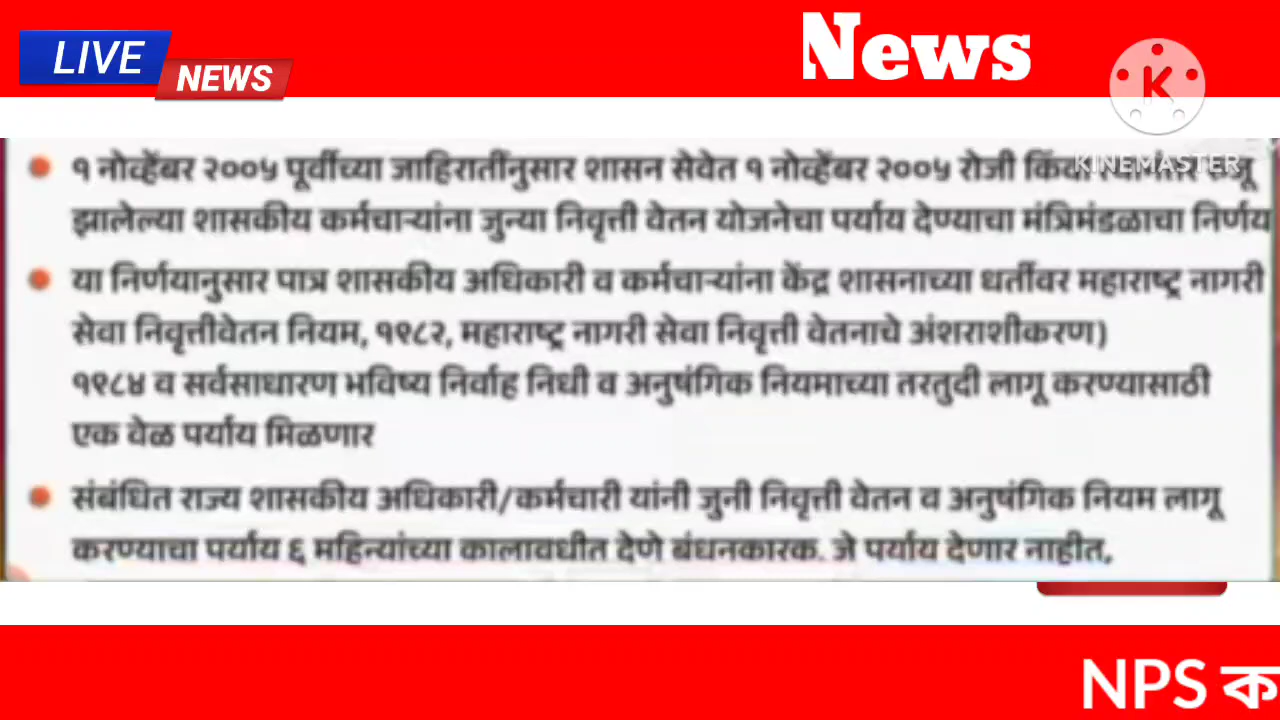 LIVE
NEWS
News
KINEMASTER
१ नोव्हेंबर २००५ पूर्वीच्या जाहिरातींनुसार शासन सेवेत १ नोव्हेंबर २००५ रोजी किंवा त्यानंतर रुजू
झालेल्या शासकीय कर्मचाऱ्यांना जुन्या निवृत्ती वेतन योजनेचा पर्याय देण्याचा मंत्रिमंडळाचा निर्णय
या निर्णयानुसार पात्र शासकीय अधिकारी व कर्मचाऱ्यांना केंद्र शासनाच्या धर्तीवर महाराष्ट्र नागरी
सेवा निवृत्तीवेतन नियम, १९८२, महाराष्ट्र नागरी सेवा निवृत्ती वेतनाचे अंशराशीकरण)
१९८४ व सर्वसाधारण भविष्य निर्वाह निधी व अनुषंगिक नियमाच्या तरतुदी लागू करण्यासाठी
एक वेळ पर्याय मिळणार
संबंधित राज्य शासकीय अधिकारी/कर्मचारी यांनी जुनी निवृत्ती वेतन व अनुषंगिक नियम लागू
करण्याचा पर्याय ६ महिन्यांच्या कालावधीत देणे बंधनकारक. जे पर्याय देणार नाहीत,
NPS क